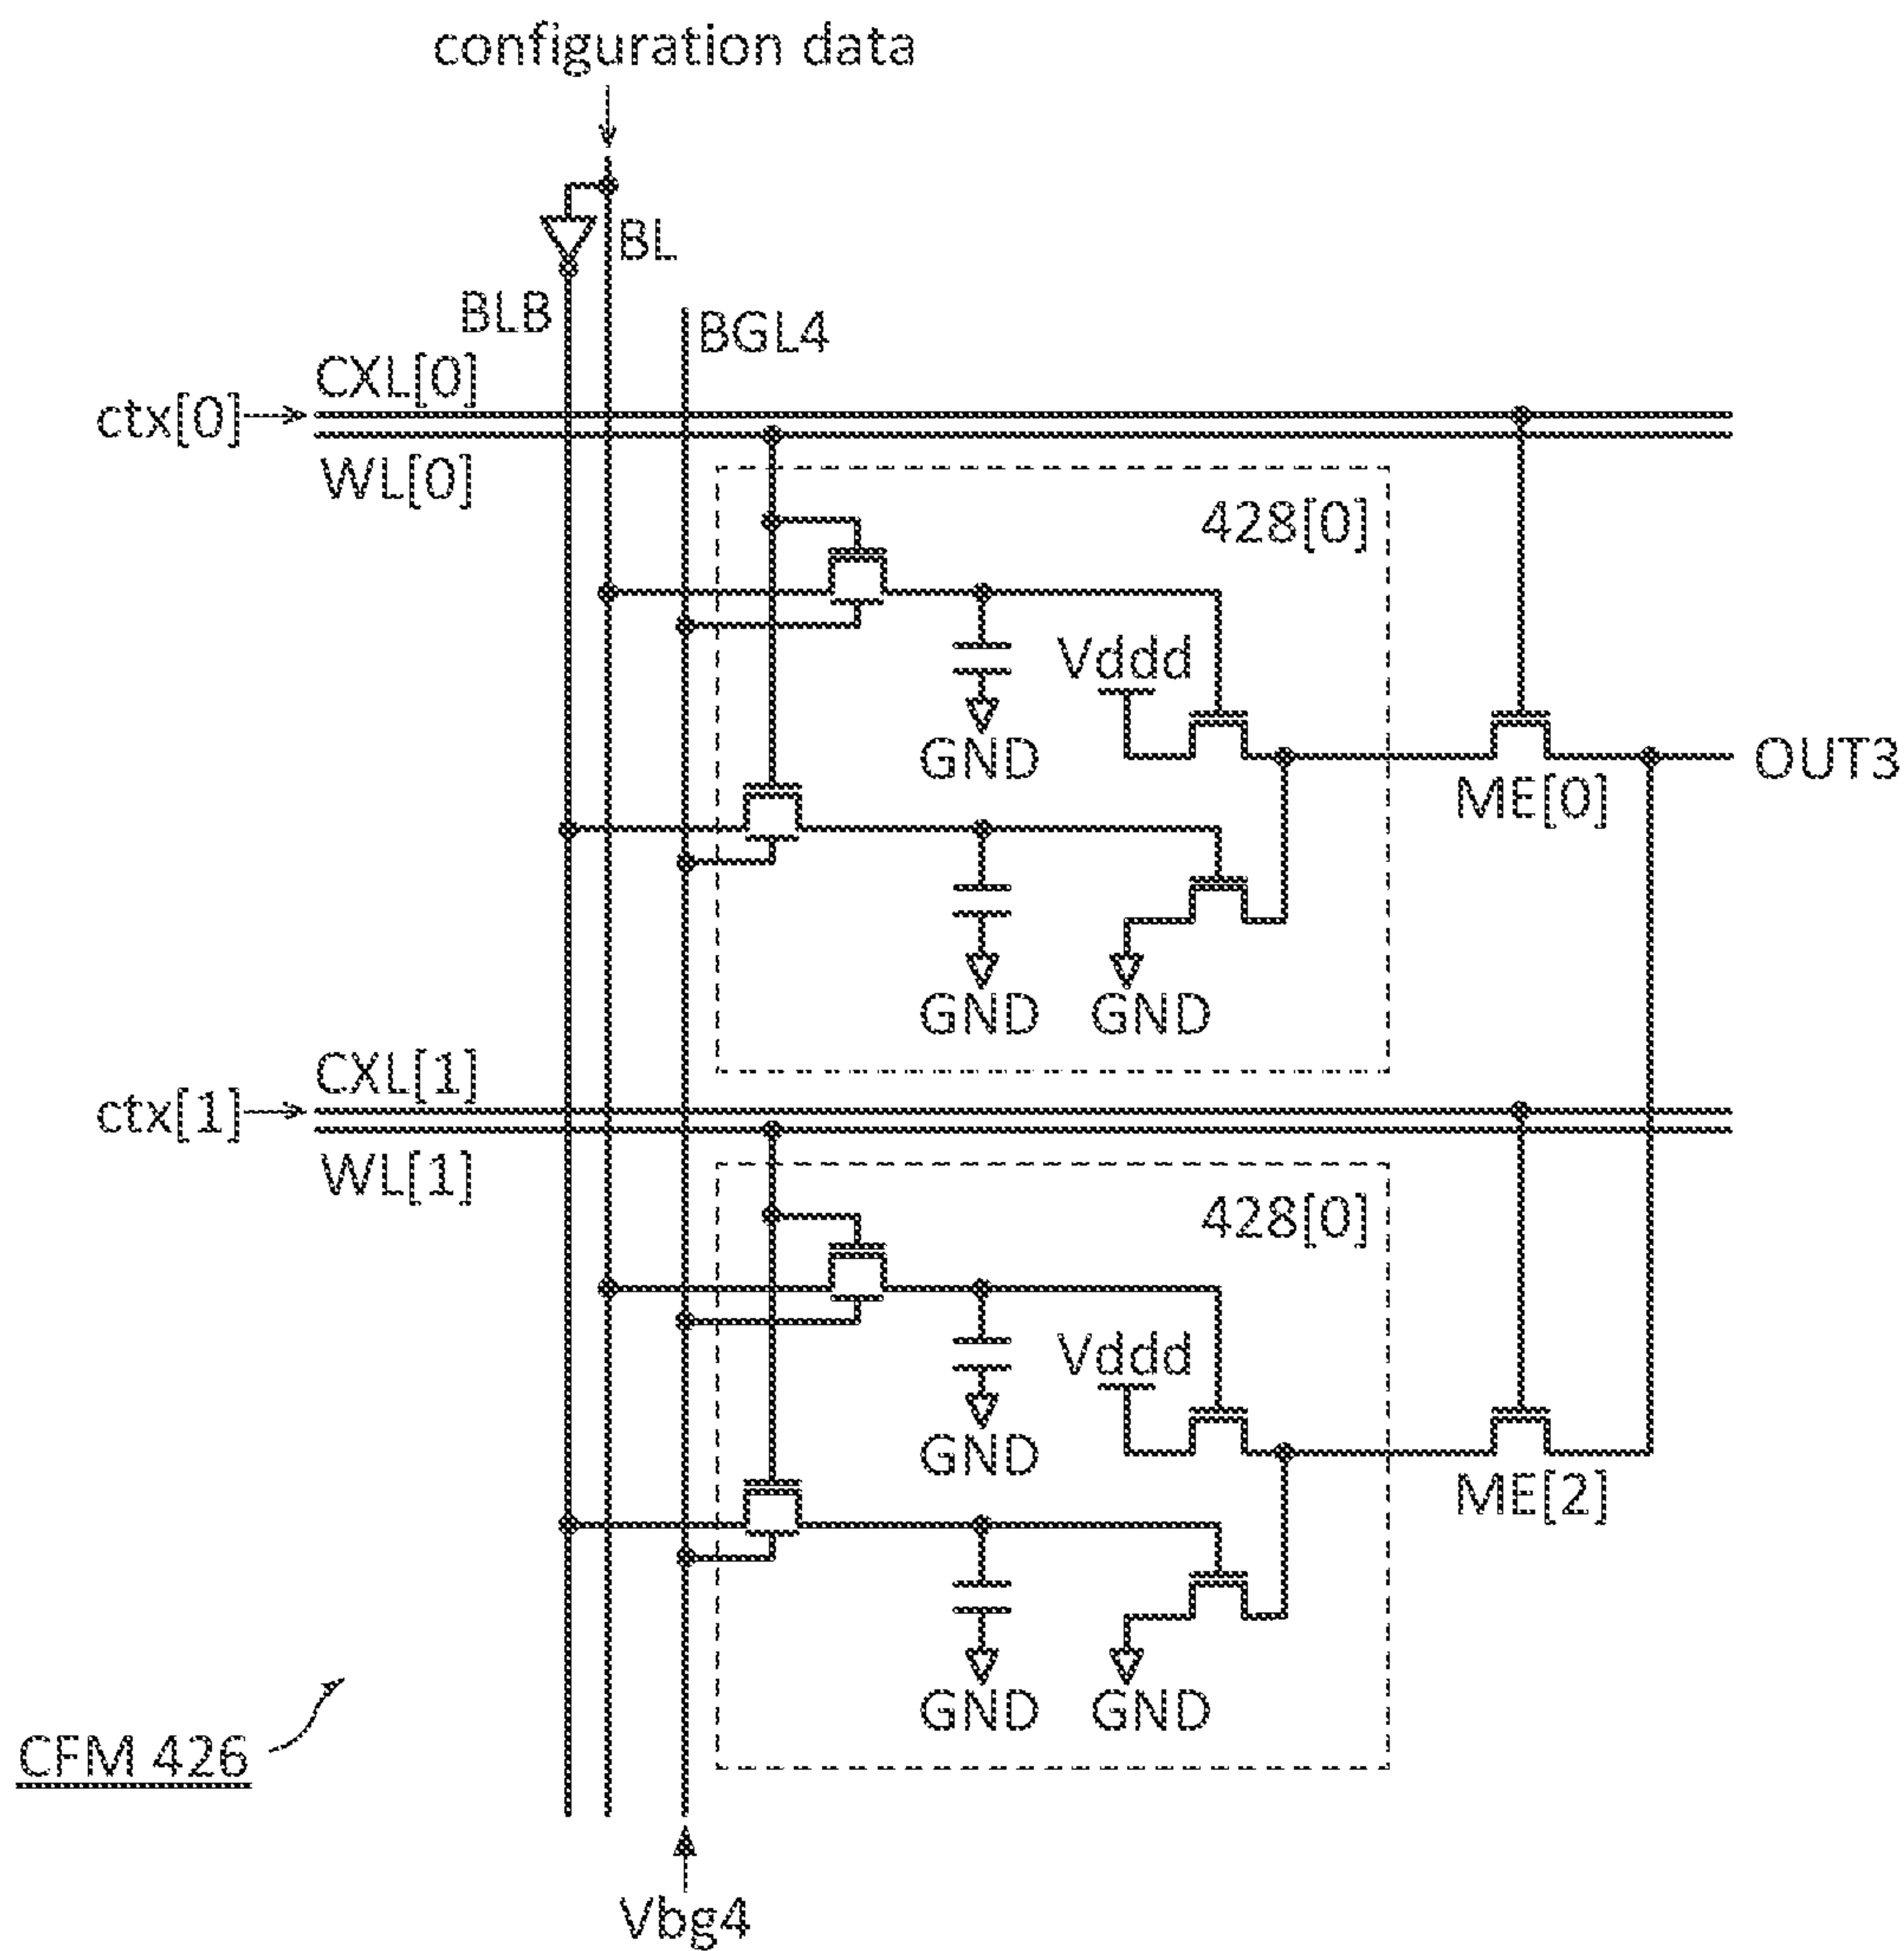 configuration data
BL
BLB
BGL4
CXL[0]
ctx[0]
WL[0]
428[0]
Vddd
GND
OUT3
ME[0]
GND
GND
CXL[1]
ctx[1]
WL[1]
428[0]
Vddd
GND
ME[2]
GND
GND
CFM 426
Vbg4